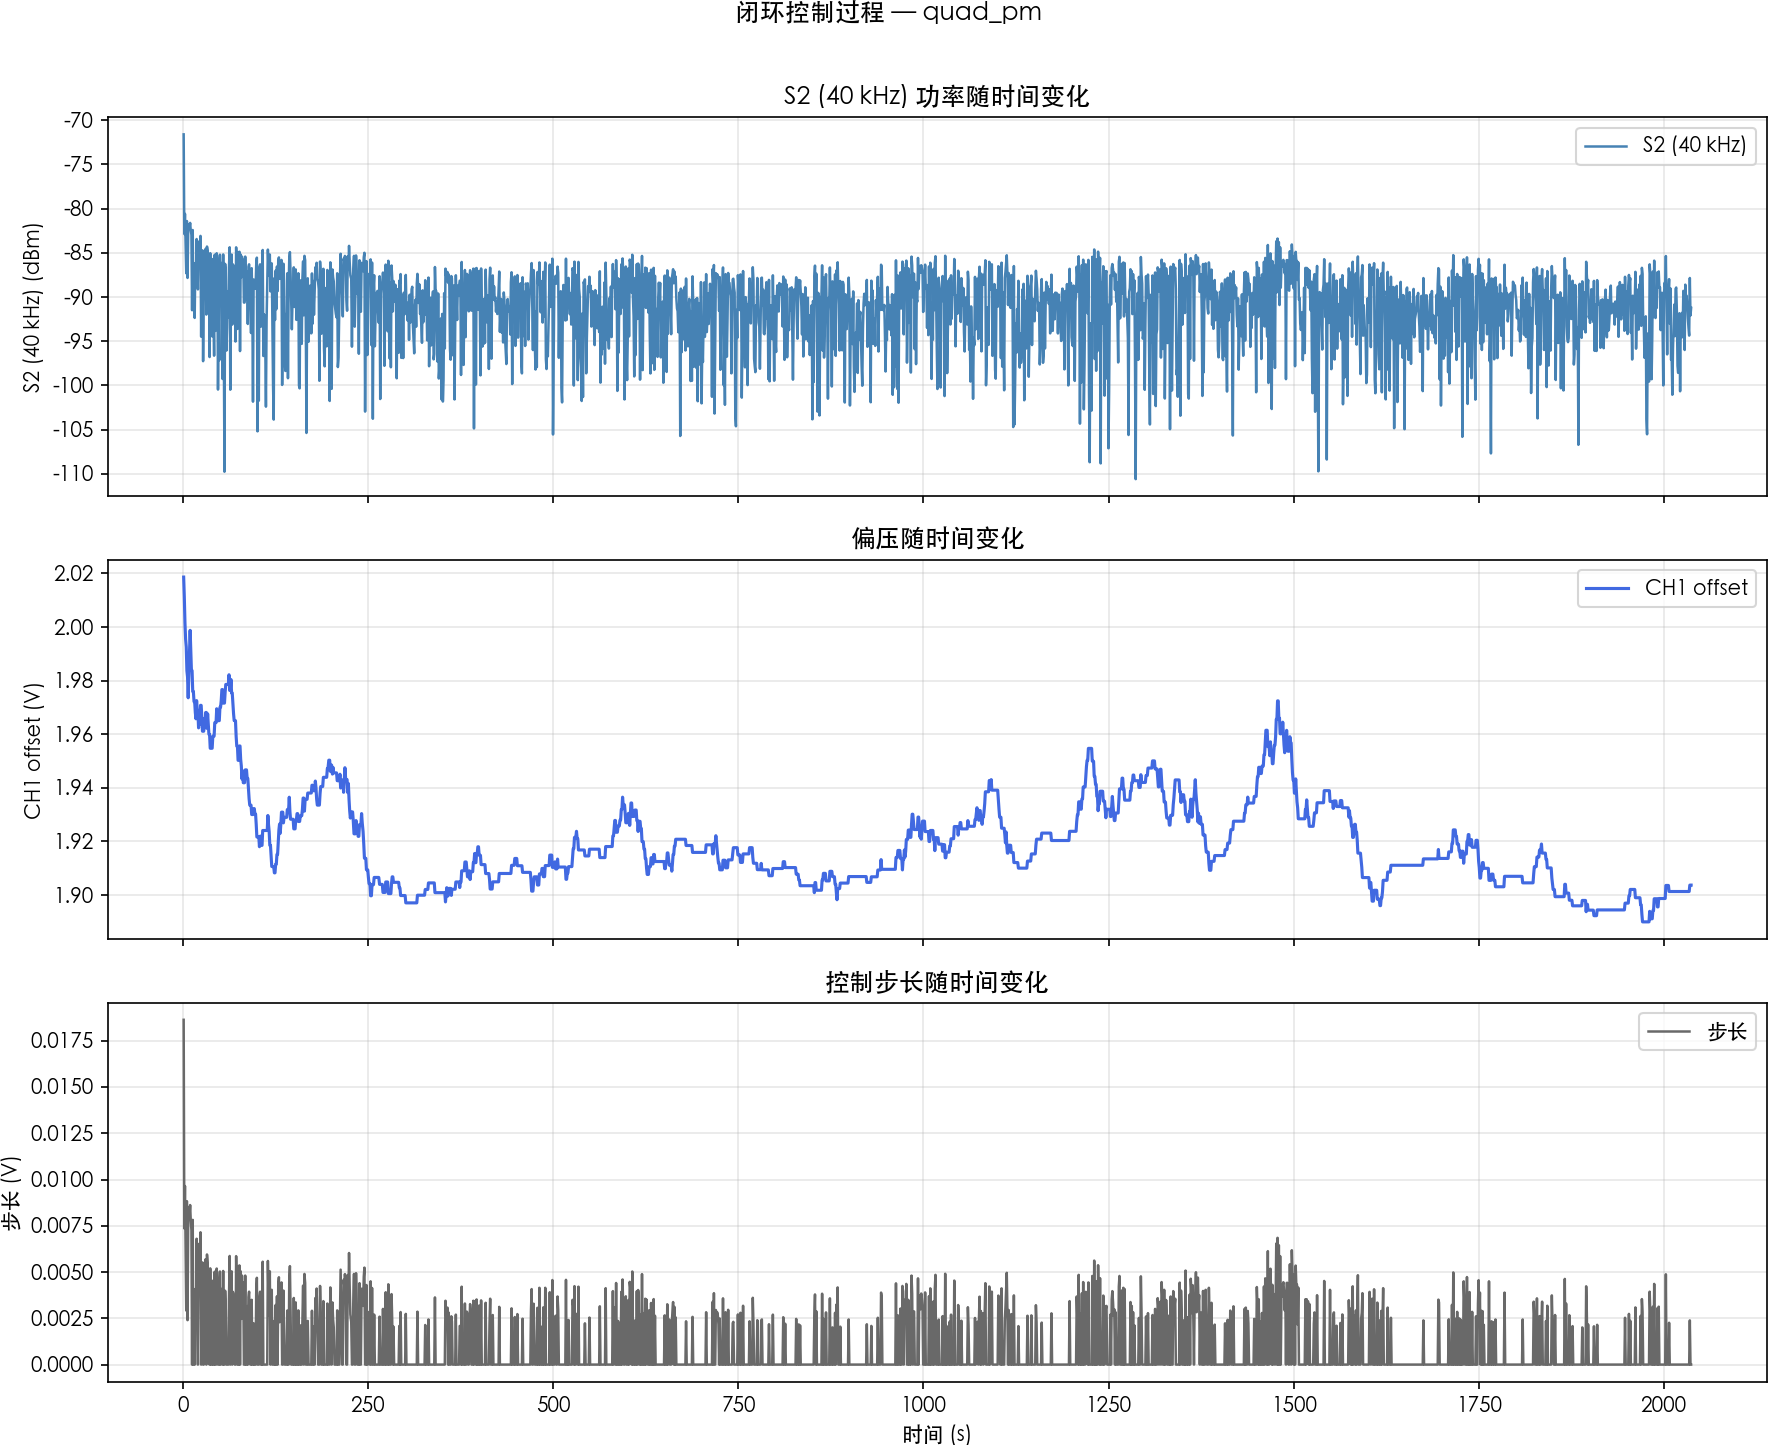 闭环控制过程 — quad_pm
S2 (40 kHz) 功率随时间变化
S2 (40 kHz) (dBm)
-70
-75
-80
-85
-90
-95
-100
-105
-110
S2 (40 kHz)
偏压随时间变化
CH1 offset (V)
2.02
2.00
1.98
1.96
1.94
1.92
1.90
CH1 offset
控制步长随时间变化
步长 (V)
0.0175
0.0150
0.0125
0.0100
0.0075
0.0050
0.0025
0.0000
步长
0 250 500 750 1000 1250 1500 1750 2000
时间 (s)